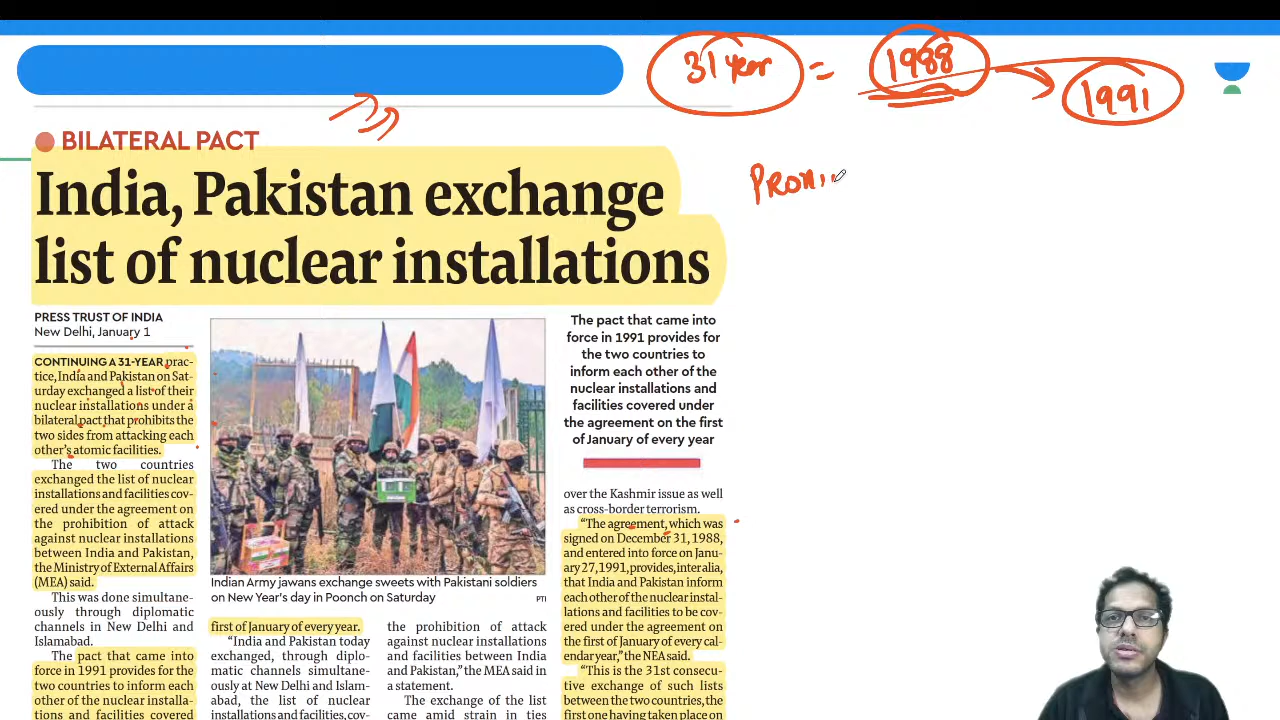 31 year = 1988
1991
BILATERAL PACT
India, Pakistan exchange
list of nuclear installations
PRESS TRUST OF INDIA
New Delhi, January 1
CONTINUING A 31-YEAR prac-
tice, India and Pakistan on Sat-
urday exchanged a list of their
nuclear installations under a
bilateral pact that prohibits the
two sides from attacking each
other's atomic facilities.
The two countries
exchanged the list of nuclear
installations and facilities cov-
ered under the agreement on
the prohibition of attack
against nuclear installations
between India and Pakistan,
the Ministry of External Affairs
(MEA) said.
This was done simultane-
ously through diplomatic
channels in New Delhi and
Islamabad.
The pact that came into
force in 1991 provides for the
two countries to inform each
other of the nuclear installa-
tions and facilities covered
Indian Army jawans exchange sweets with Pakistani soldiers
on New Year's day in Poonch on Saturday
PTI
first of January of every year.
"India and Pakistan today
exchanged, through diplo-
matic channels simultane-
ously at New Delhi and Islam-
abad, the list of nuclear
installations and facilities, cov-
the prohibition of attack
against nuclear installations
and facilities between India
and Pakistan," the MEA said in
a statement.
The exchange of the list
came amid strain in ties
The pact that came into
force in 1991 provides for
the two countries to
inform each other of the
nuclear installations and
facilities covered under
the agreement on the first
of January of every year
over the Kashmir issue as well
as cross-border terrorism.
"The agreement, which was
signed on December 31, 1988,
and entered into force on Janu-
ary 27, 1991, provides, inter alia,
that India and Pakistan inform
each other of the nuclear instal-
lations and facilities to be cov-
ered under the agreement on
the first of January of every cal-
endar year," the NEA said.
"This is the 31st consecu-
tive exchange of such lists
between the two countries, the
first one having taken place on